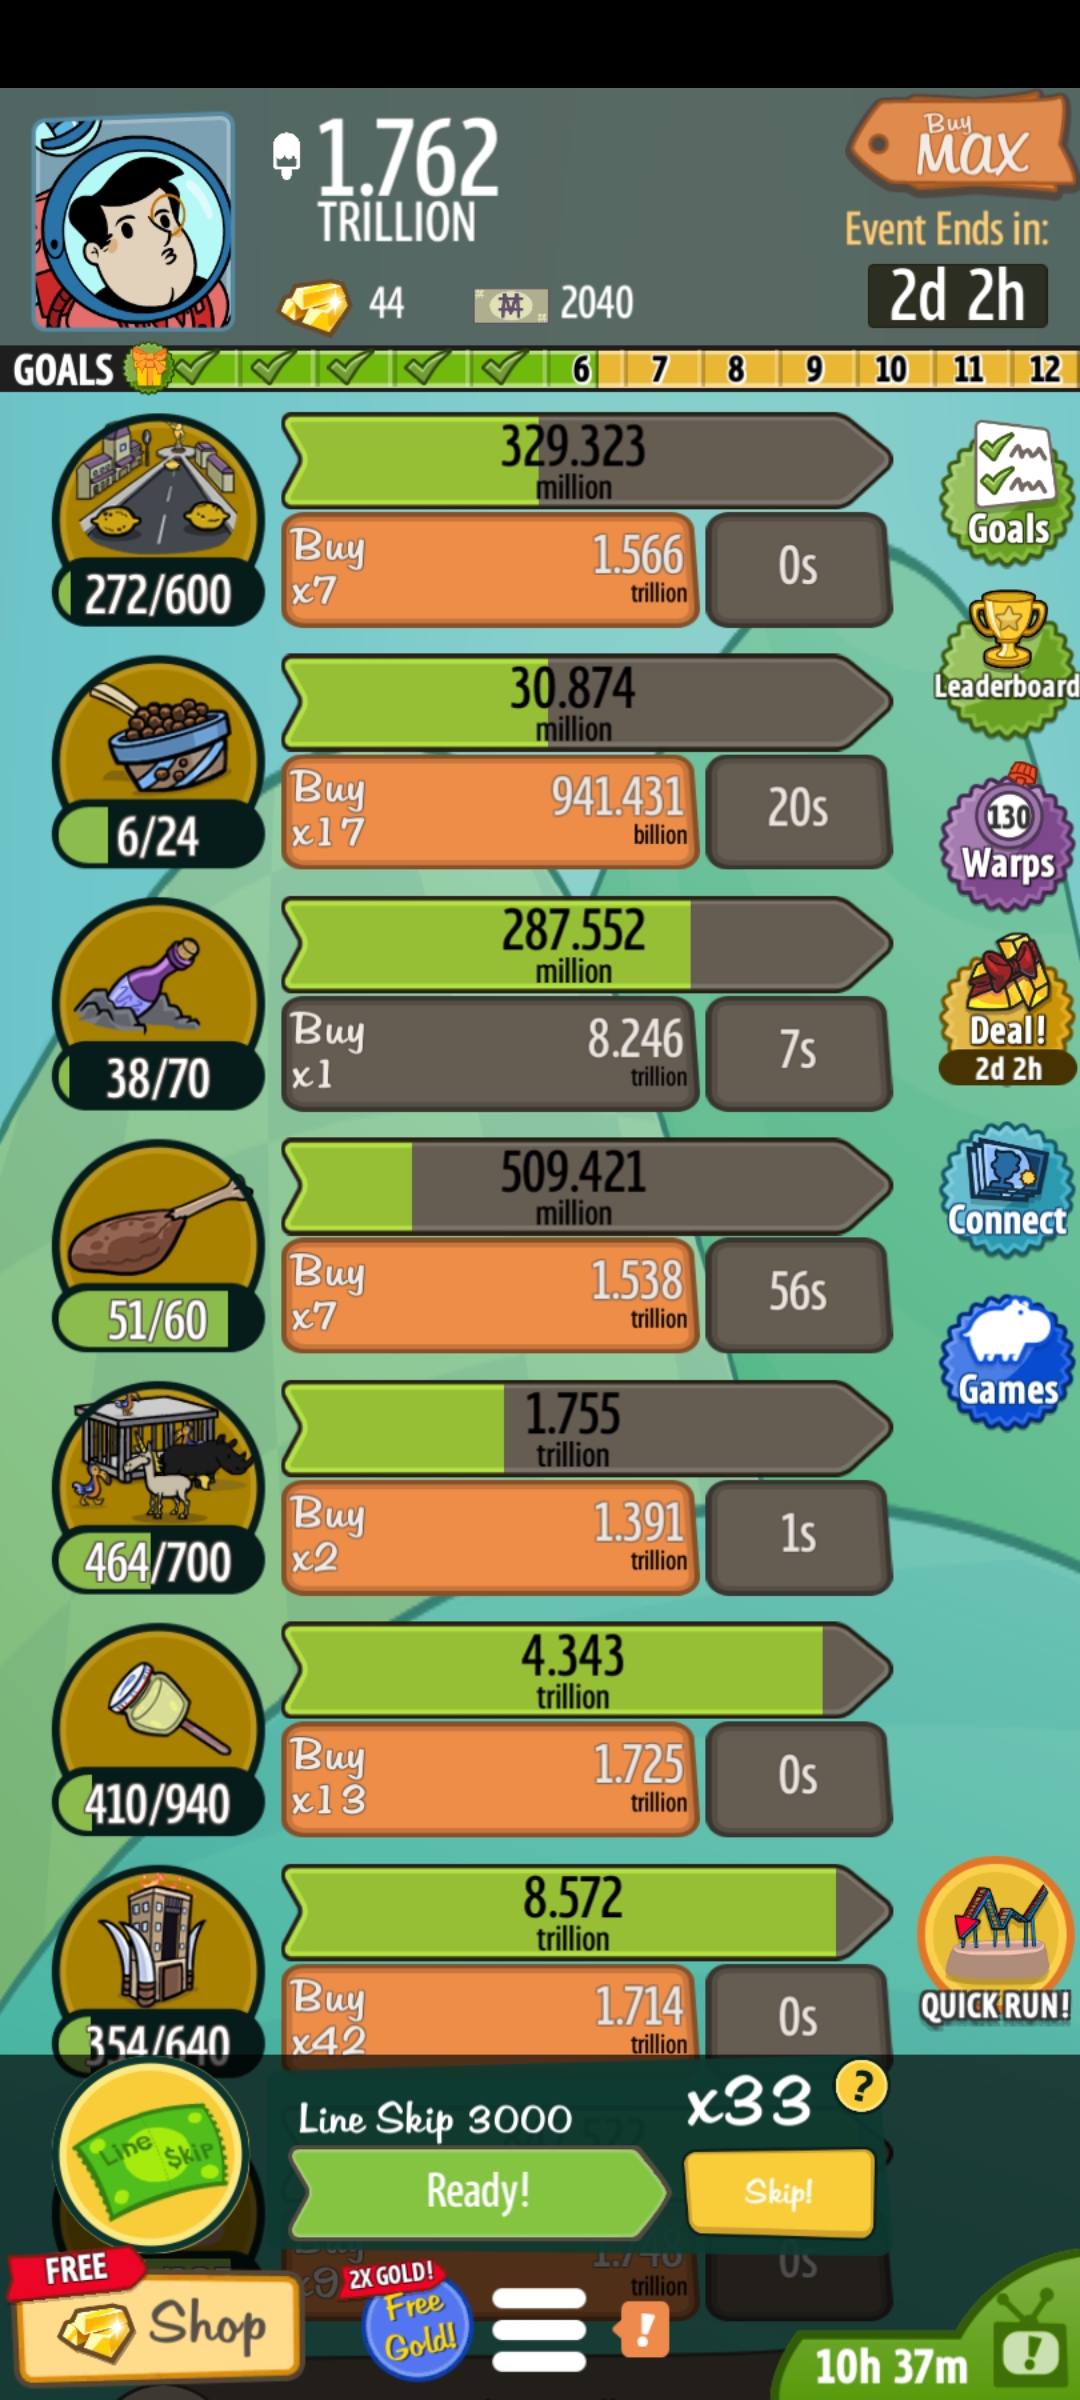 1.762
TRILLION
Buy
MAX
Event Ends in:
2d 2h
44
2040
GOALS 6 7 8 9 10 11 12
329.323
million
272/600
Buy
x7
1.566
trillion
0s
Goals
30.874
million
6/24
Buy
x17
941.431
billion
20s
Leaderboard
287.552
million
38/70
Buy
x1
8.246
trillion
7s
130
Warps
Deal!
2d 2h
509.421
million
51/60
Buy
x7
1.538
trillion
56s
Connect
1.755
trillion
464/700
Buy
x2
1.391
trillion
1s
Games
4.343
trillion
410/940
Buy
x13
1.725
trillion
0s
8.572
trillion
354/640
Buy
x42
1.714
trillion
0s
QUICK RUN!
Line Skip
Line Skip 3000
x33
?
Ready!
Skip!
Buy
x9
1.748
trillion
0s
FREE
Shop
2X GOLD!
Free
Gold!
!
10h 37m
!